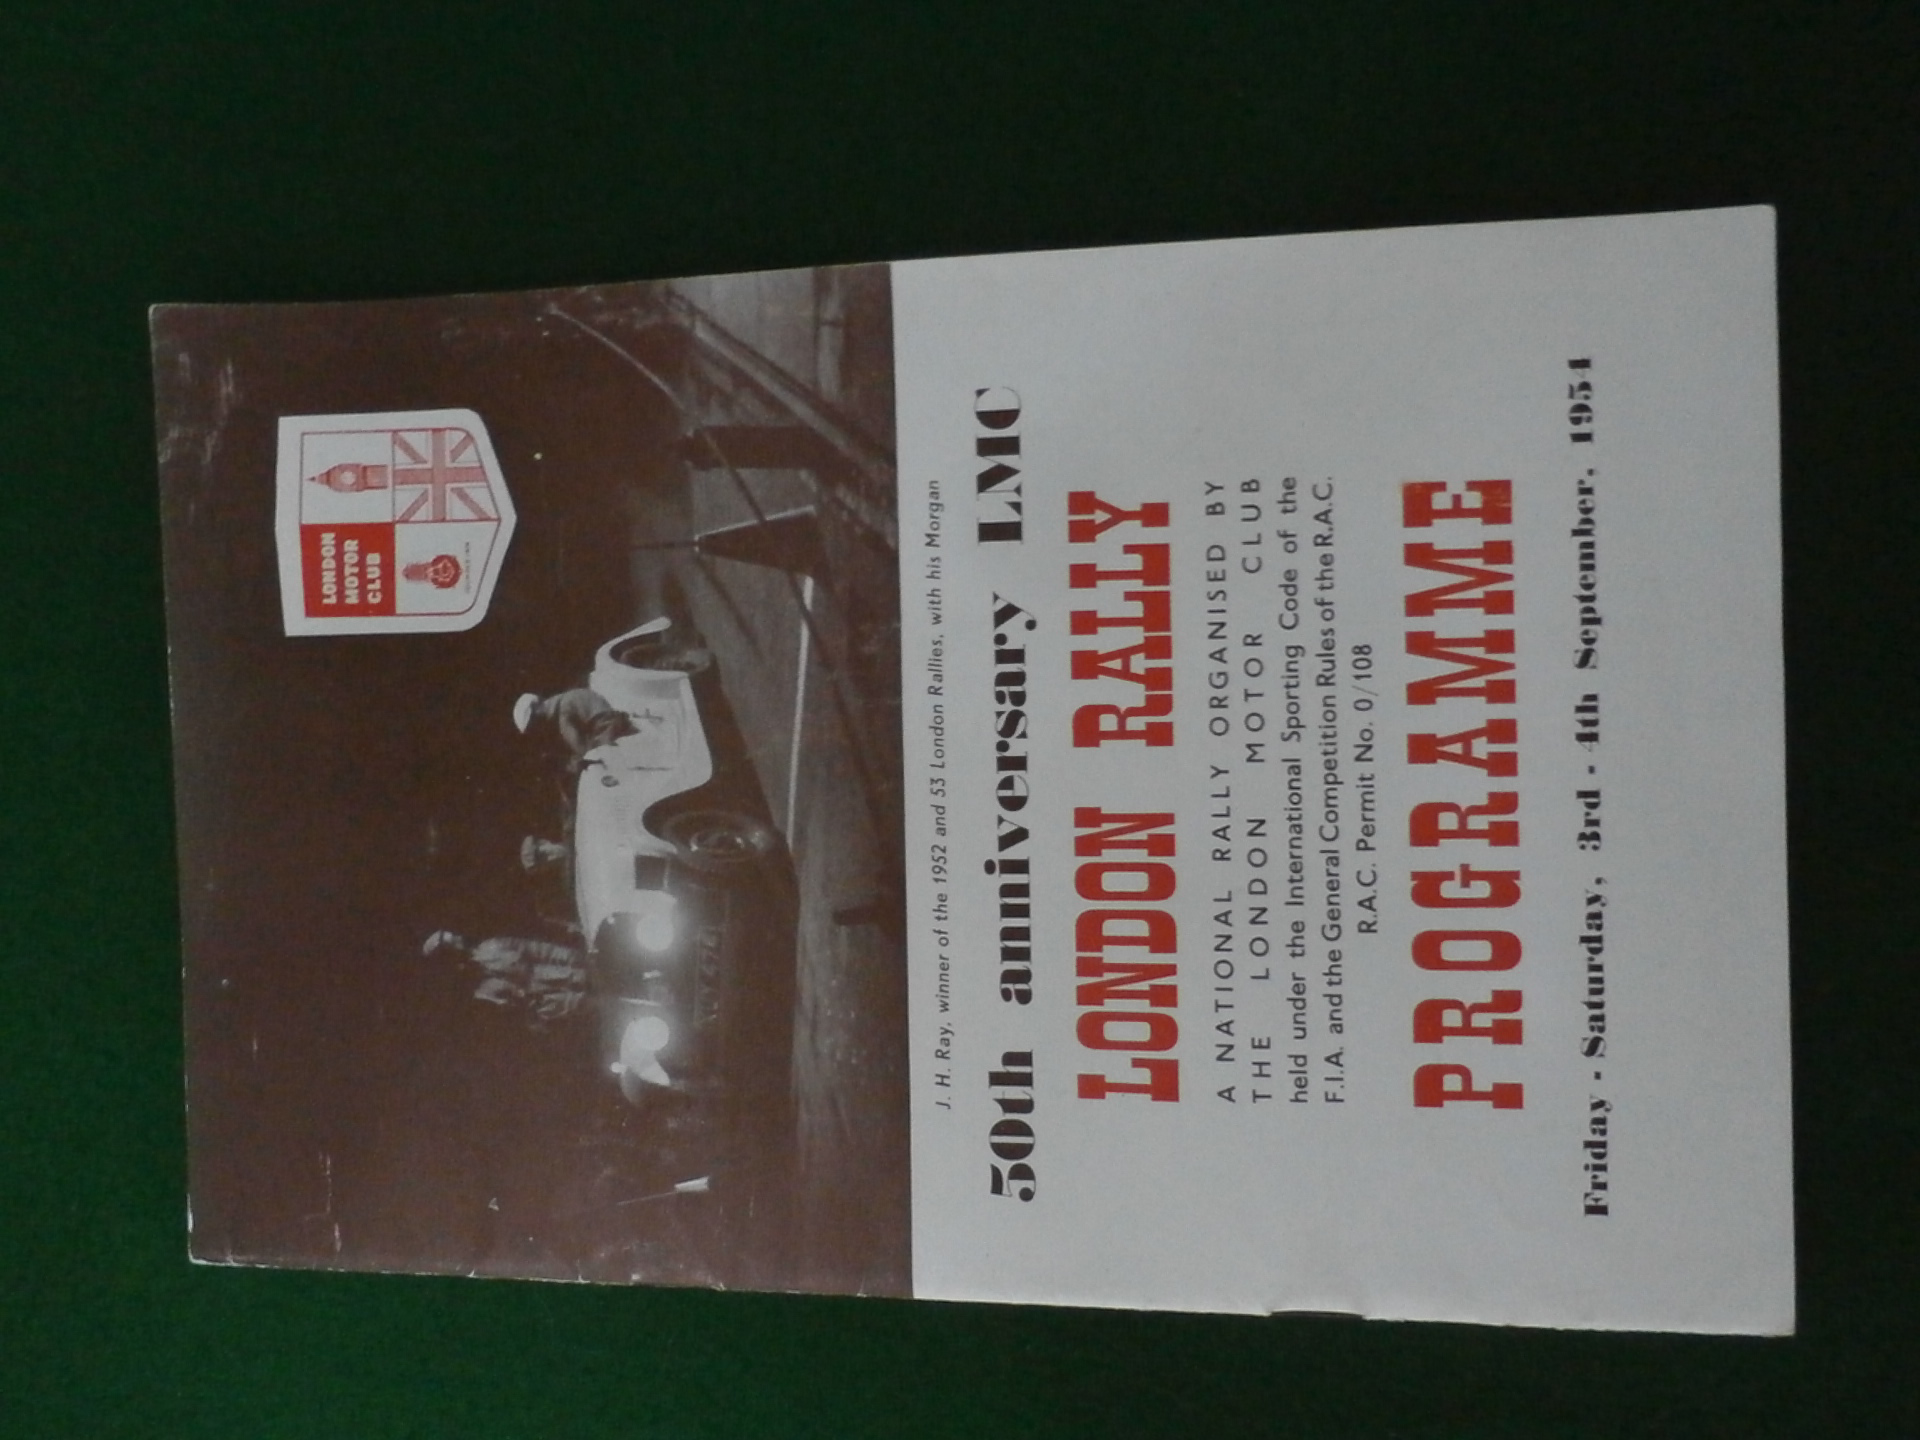 LONDON
MOTOR
CLUB
J. H. Ray, winner of the 1952 and 53 London Rallies, with his Morgan
50th anniversary LMC
LONDON RALLY
A NATIONAL RALLY ORGANISED BY
THE LONDON MOTOR CLUB
held under the International Sporting Code of the
F.I.A. and the General Competition Rules of the R.A.C.
R.A.C. Permit No. 0/108
PROGRAMME
Friday - Saturday, 3rd - 4th September, 1954